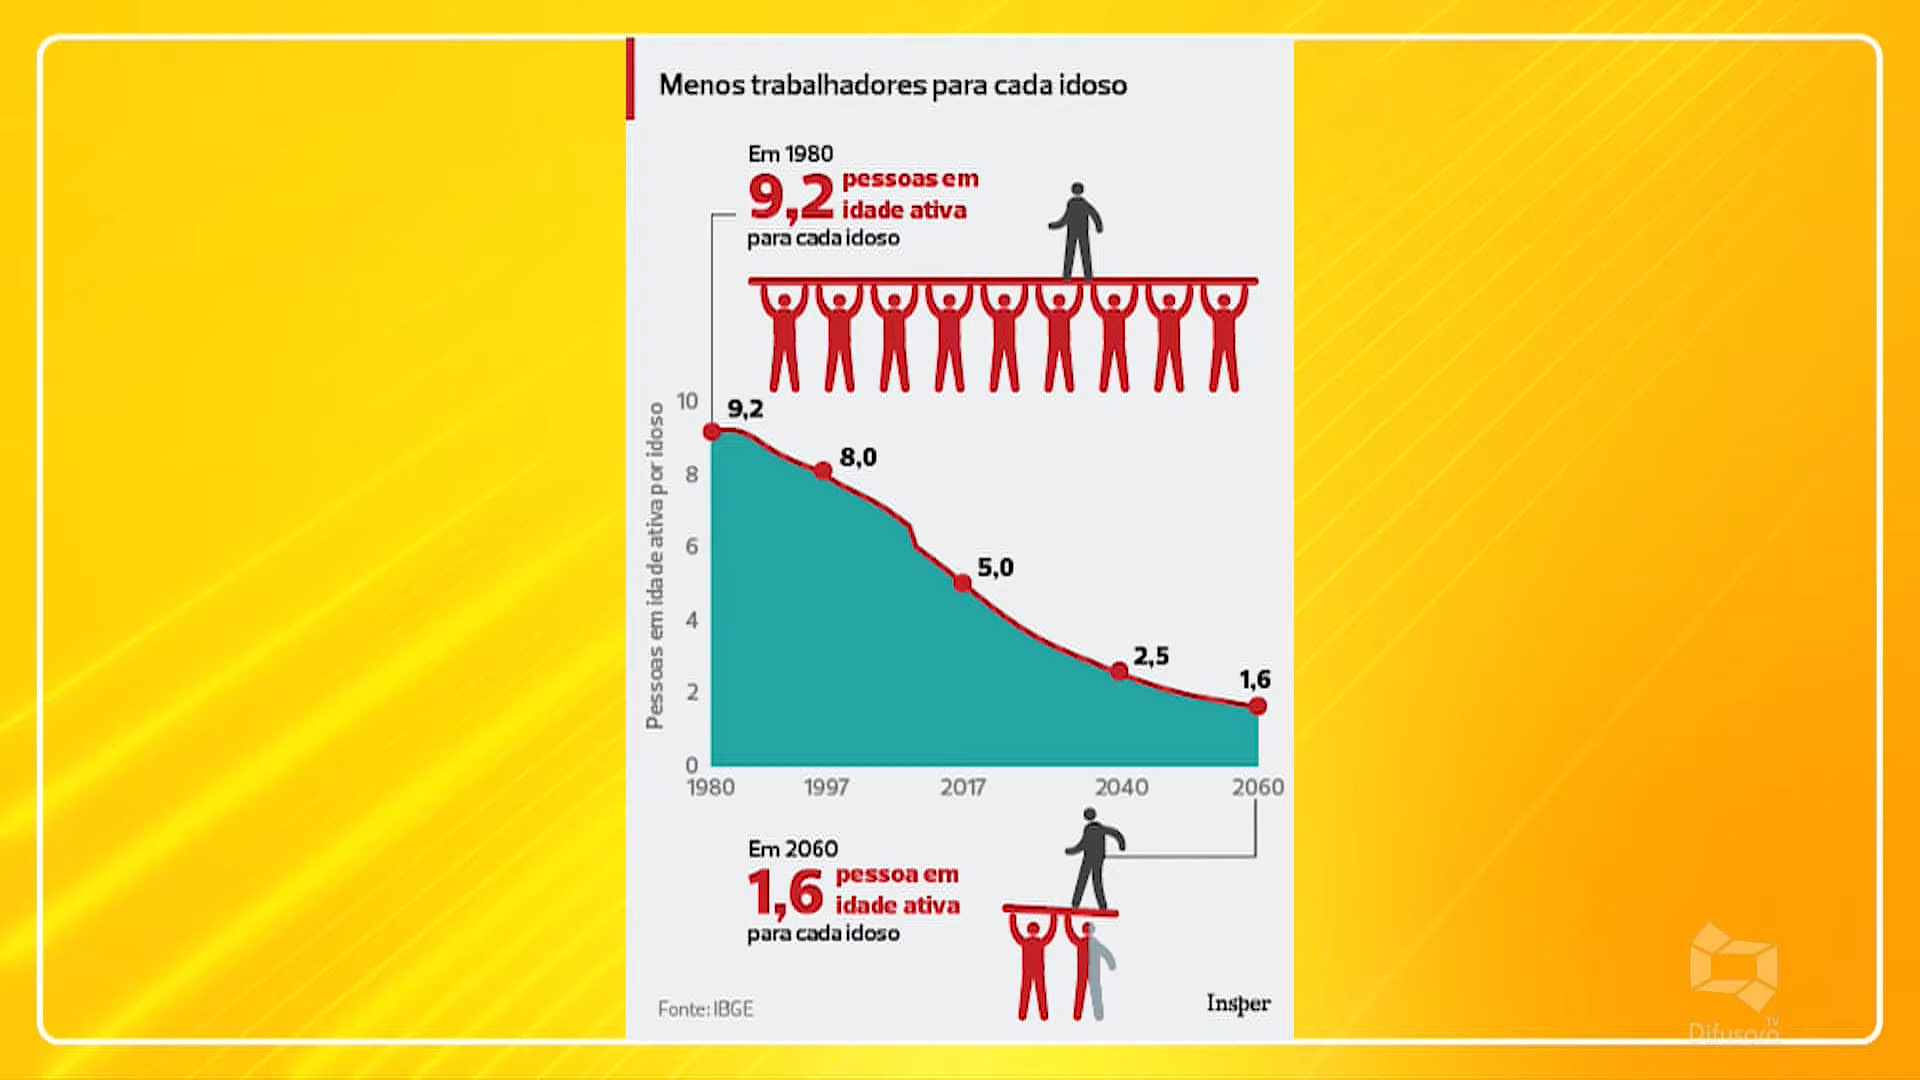 Menos trabalhadores para cada idoso
Em 1980
9,2 pessoas em
idade ativa
para cada idoso
10
9,2
8,0
8
6
5,0
4
2,5
2
1,6
0
Pessoas em idade ativa por idoso
1980 1997 2017 2040 2060
Em 2060
1,6 pessoa em
idade ativa
para cada idoso
Fonte: IBGE
Insper
TV
Difusora